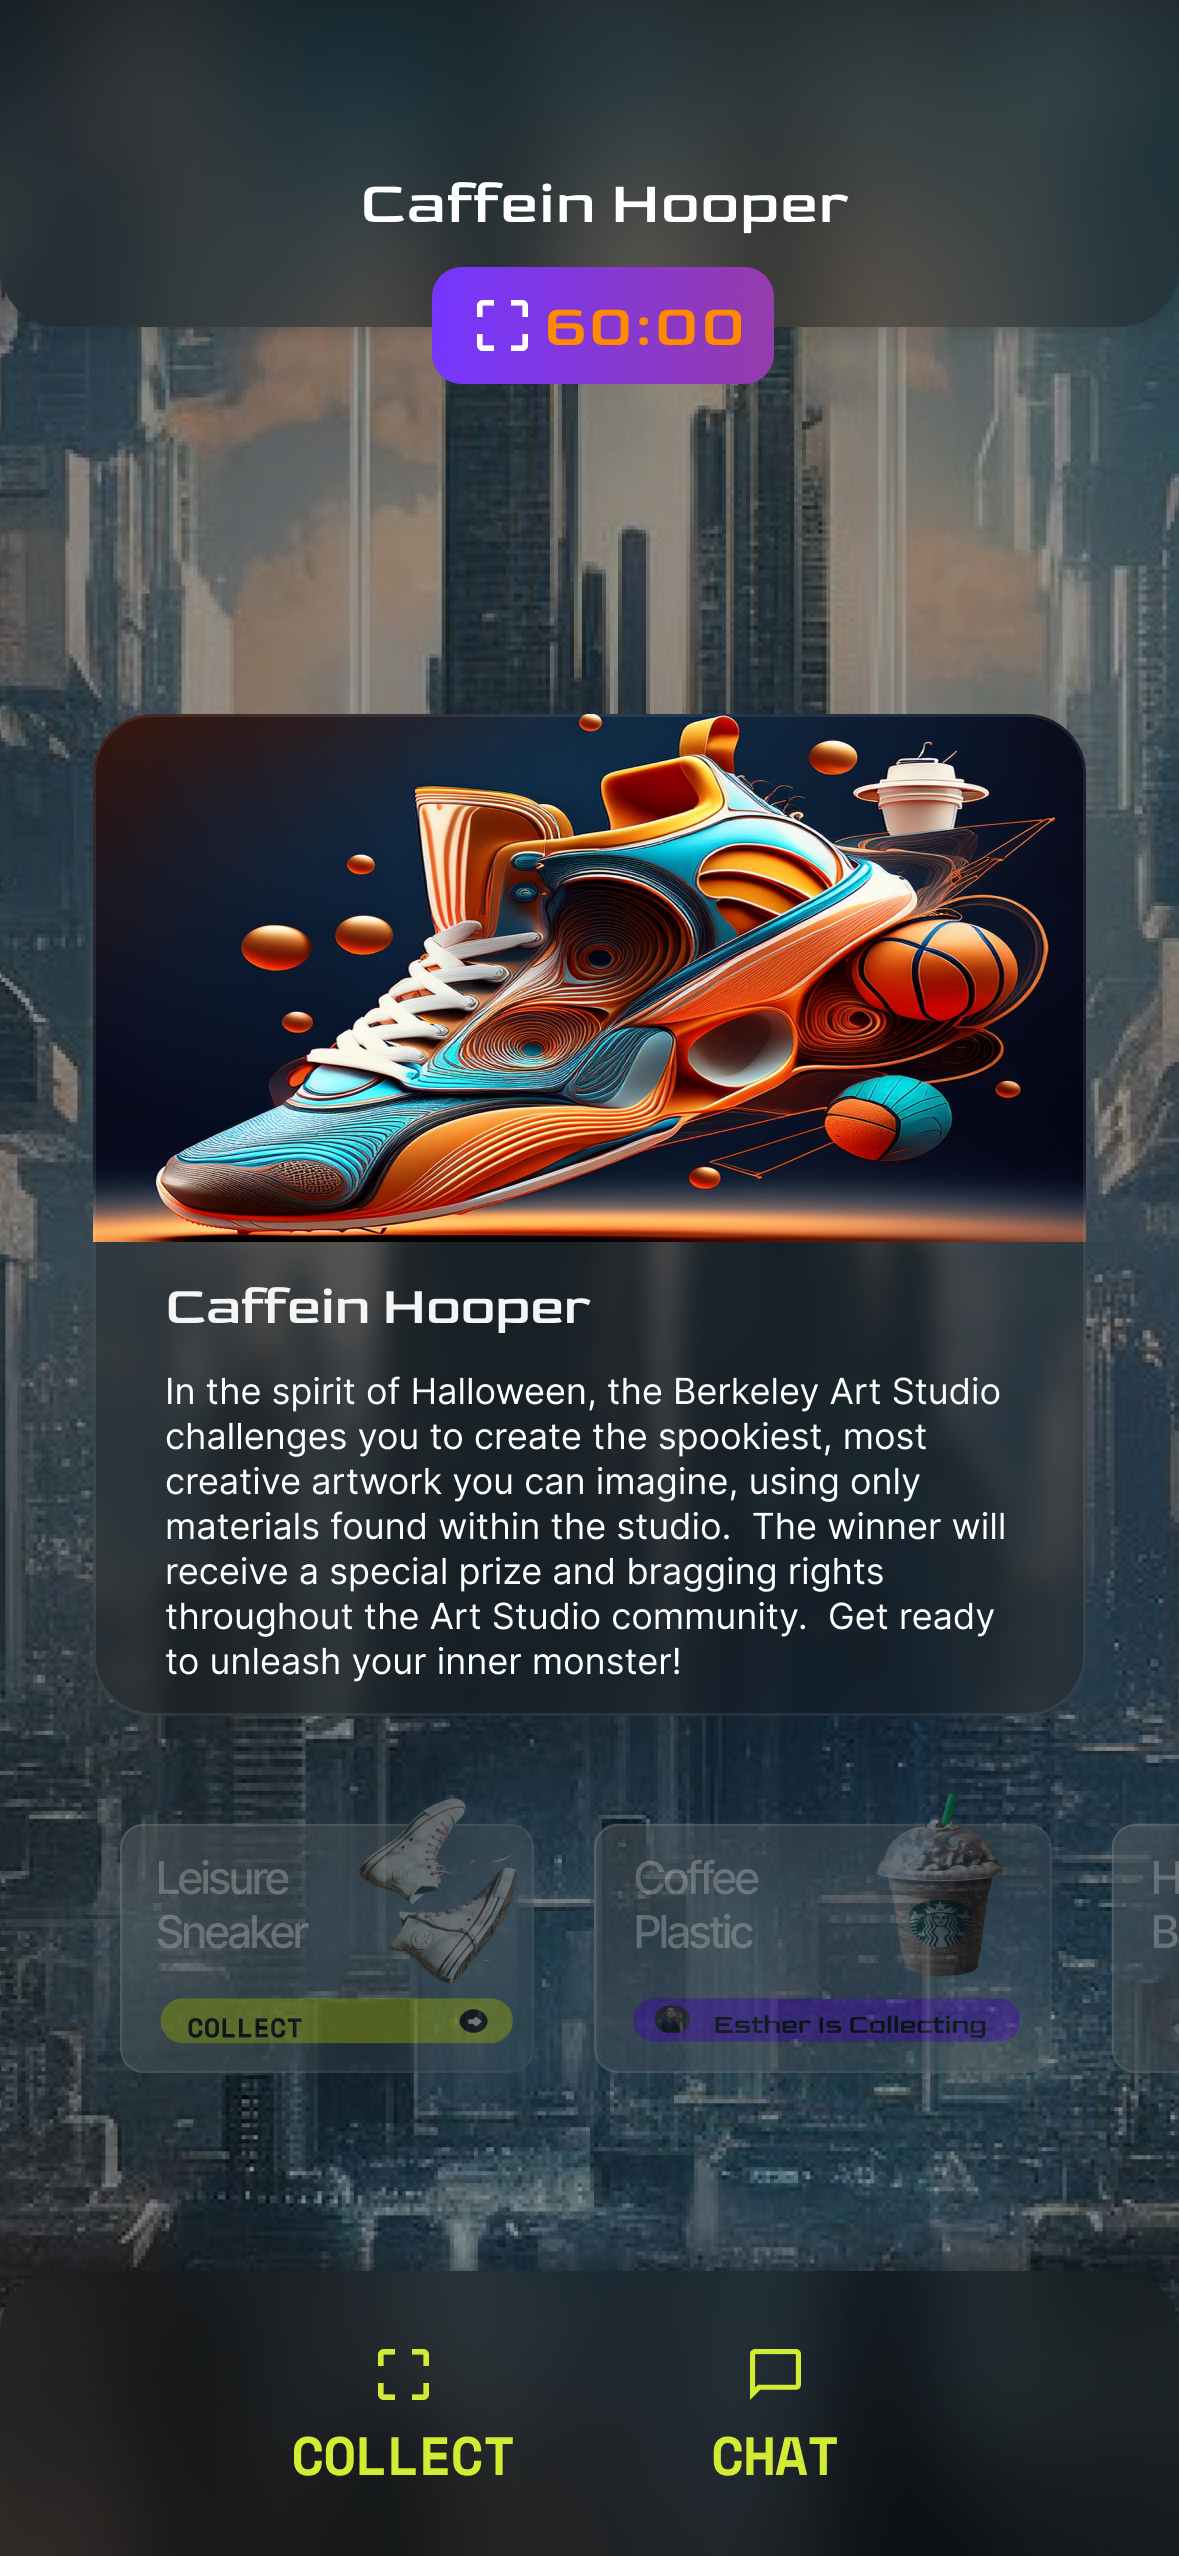 Caffein Hooper
60:00
Caffein Hooper
In the spirit of Halloween, the Berkeley Art Studio
challenges you to create the spookiest, most
creative artwork you can imagine, using only
materials found within the studio.  The winner will
receive a special prize and bragging rights
throughout the Art Studio community.  Get ready
to unleash your inner monster!
Leisure
Sneaker
COLLECT
Coffee
Plastic
Esther Is Collecting
H
B
COLLECT
CHAT